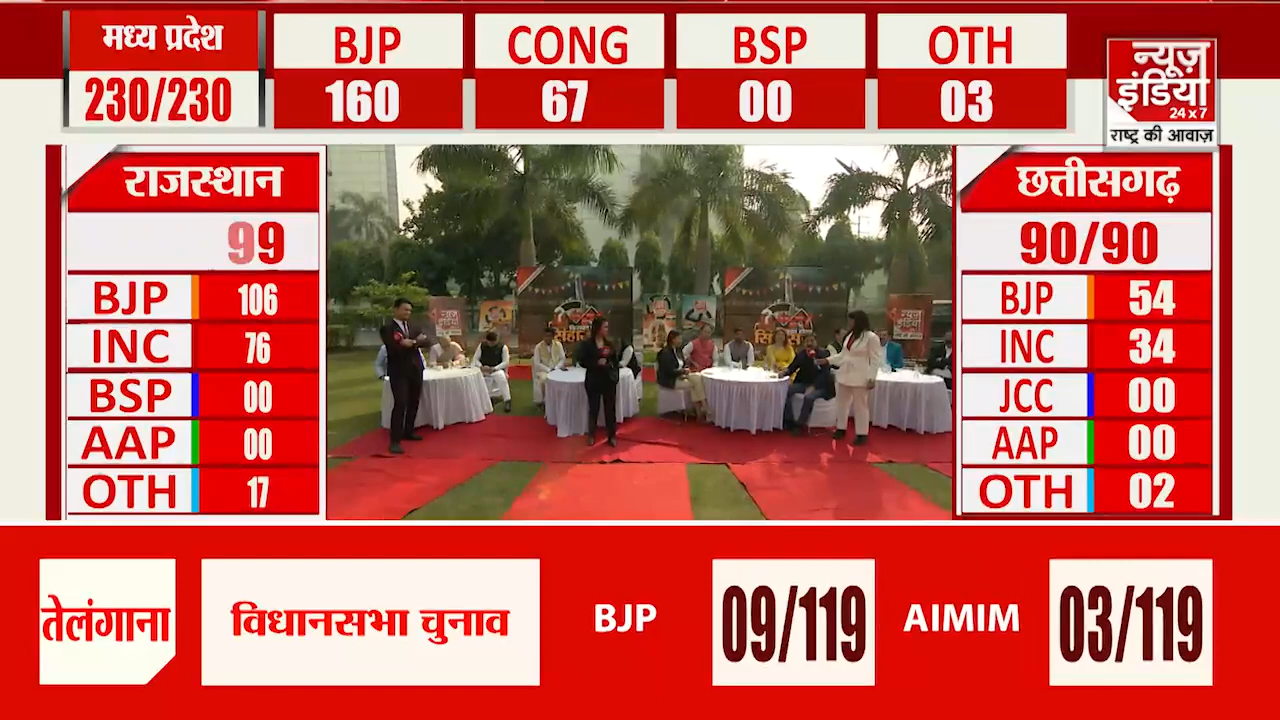 मध्य प्रदेश
230/230
BJP
160
CONG
67
BSP
00
OTH
03
न्यूज़
इंडिया
24x7
राष्ट्र की आवाज़
राजस्थान
99
BJP 106
INC 76
BSP 00
AAP 00
OTH 17
न्यूज़
इंडिया
न्यूज़
इंडिया
छत्तीसगढ़
90/90
BJP 54
INC 34
JCC 00
AAP 00
OTH 02
तेलंगाना
विधानसभा चुनाव
BJP
09/119
AIMIM
03/119